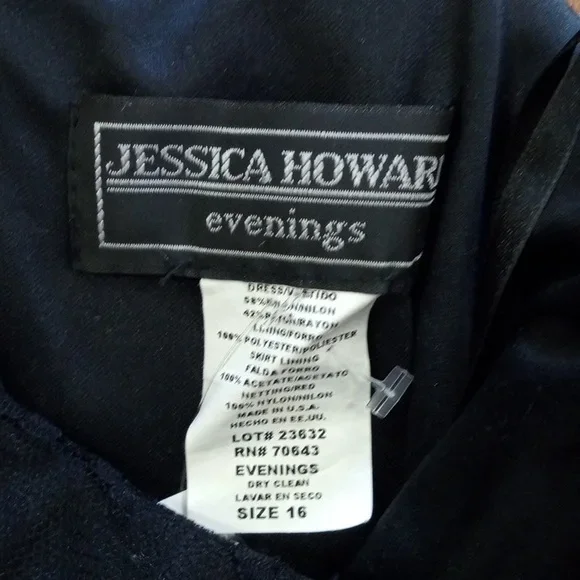 JESSICA HOWAR
evenings
DRESS/VESTIDO
58% NYLON/NILON
42% RAYON/RAYON
LINING/FORRO
100% POLYESTER/POLIESTER
SKIRT LINING
FALDA FORRO
100% ACETATE/ACETATO
NETTING/RED
100% NYLON/NILON
MADE IN U.S.A.
HECHO EN EE.UU.
LOT# 23632
RN# 70643
EVENINGS
DRY CLEAN
LAVAR EN SECO
SIZE 16